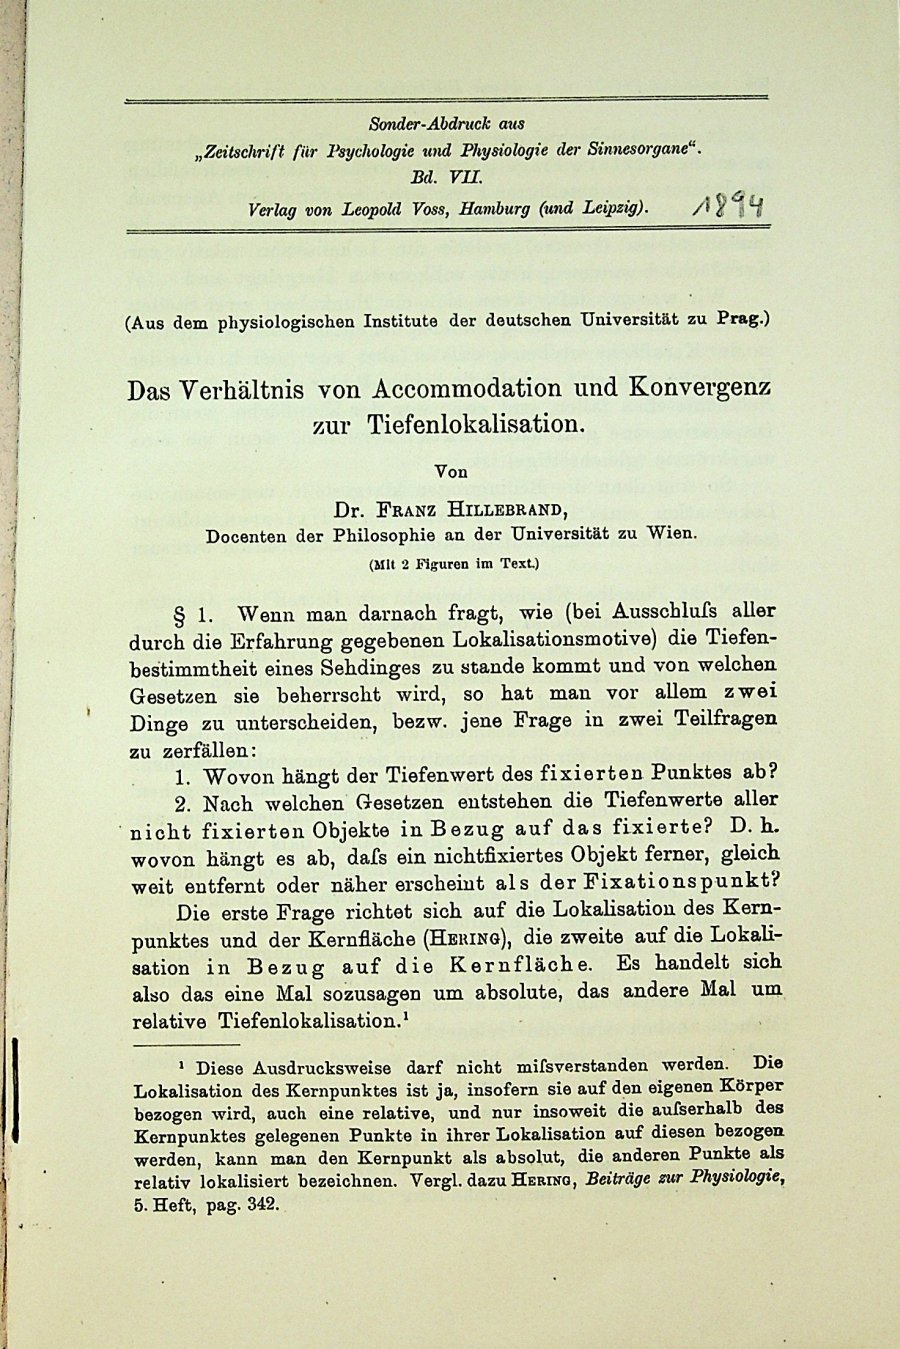 Sonder-Abdruck aus
„Zeitschrift für Psychologie und Physiologie der Sinnesorgane“.
Bd. VII.
Verlag von Leopold Voss, Hamburg (und Leipzig). 1894
(Aus dem physiologischen Institute der deutschen Universität zu Prag.)
Das Verhältnis von Accommodation und Konvergenz
zur Tiefenlokalisation.
Von
Dr. Franz Hillebrand,
Docenten der Philosophie an der Universität zu Wien.
(Mit 2 Figuren im Text.)
§ 1. Wenn man darnach fragt, wie (bei Ausschluſs aller
durch die Erfahrung gegebenen Lokalisationsmotive) die Tiefen-
bestimmtheit eines Sehdinges zu stande kommt und von welchen
Gesetzen sie beherrscht wird, so hat man vor allem zwei
Dinge zu unterscheiden, bezw. jene Frage in zwei Teilfragen
zu zerfällen:
1. Wovon hängt der Tiefenwert des fixierten Punktes ab?
2. Nach welchen Gesetzen entstehen die Tiefenwerte aller
nicht fixierten Objekte in Bezug auf das fixierte? D. h.
wovon hängt es ab, daſs ein nichtfixiertes Objekt ferner, gleich
weit entfernt oder näher erscheint als der Fixationspunkt?
Die erste Frage richtet sich auf die Lokalisation des Kern-
punktes und der Kernfläche (Hering), die zweite auf die Lokali-
sation in Bezug auf die Kernfläche. Es handelt sich
also das eine Mal sozusagen um absolute, das andere Mal um
relative Tiefenlokalisation.¹
¹ Diese Ausdrucksweise darf nicht miſsverstanden werden. Die
Lokalisation des Kernpunktes ist ja, insofern sie auf den eigenen Körper
bezogen wird, auch eine relative, und nur insoweit die auſserhalb des
Kernpunktes gelegenen Punkte in ihrer Lokalisation auf diesen bezogen
werden, kann man den Kernpunkt als absolut, die anderen Punkte als
relativ lokalisiert bezeichnen. Vergl. dazu Hering, Beiträge zur Physiologie,
5. Heft, pag. 342.